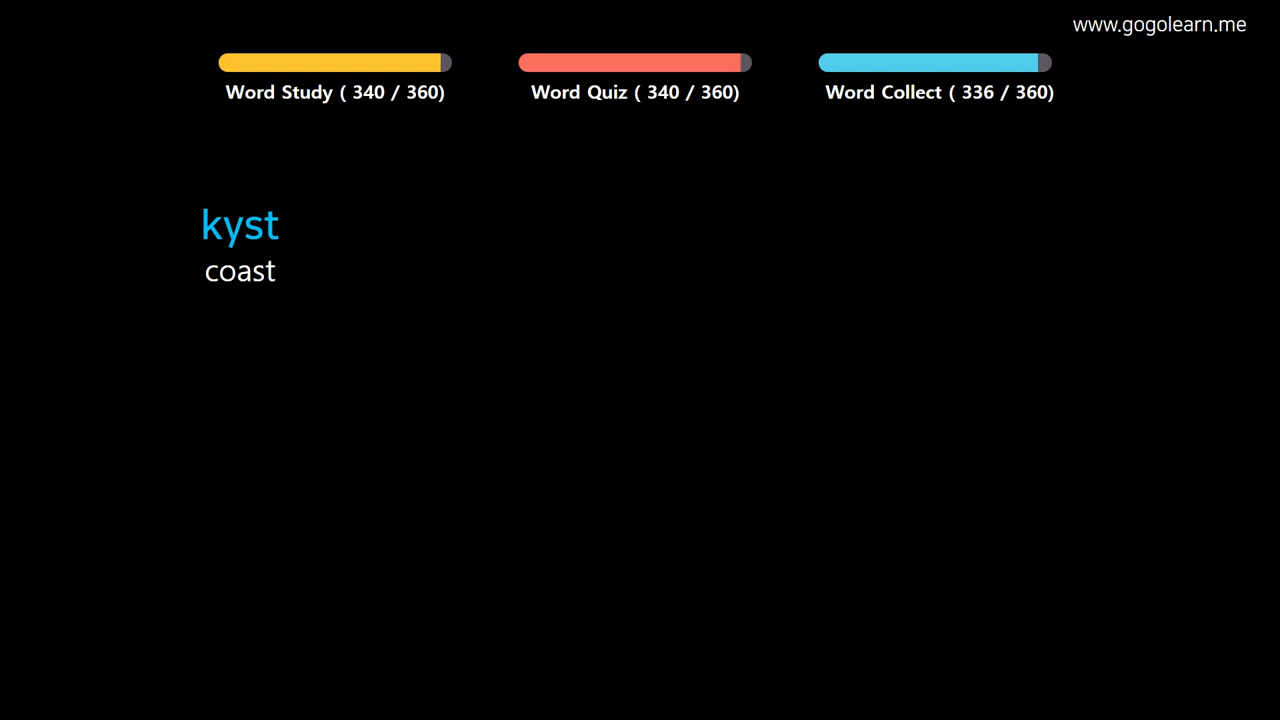 www.gogolearn.me
Word Study ( 340 / 360)
Word Quiz ( 340 / 360)
Word Collect ( 336 / 360)
kyst
coast